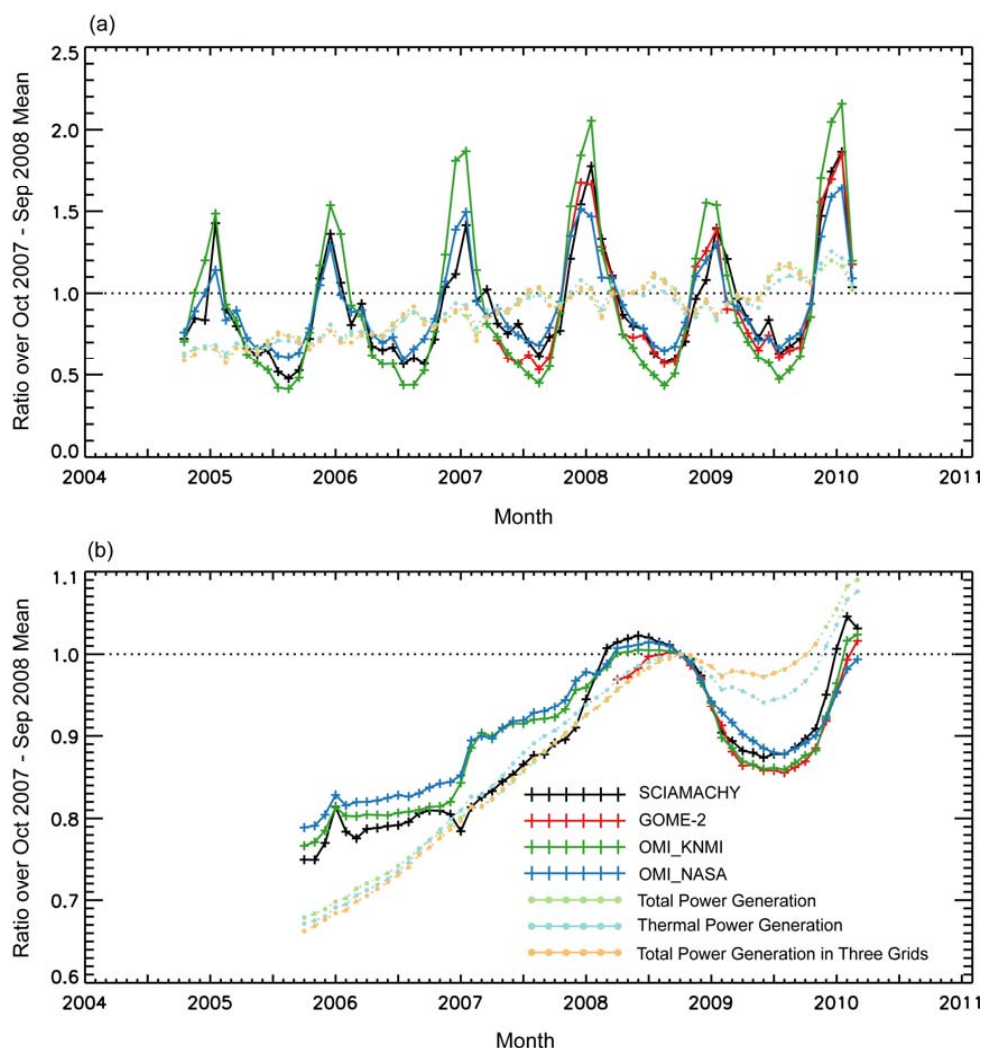 (a)
2.5
2.0
1.5
1.0
0.5
0.0
Ratio over Oct 2007 - Sep 2008 Mean
2004 2005 2006 2007 2008 2009 2010 2011
Month
(b)
1.1
1.0
0.9
0.8
0.7
0.6
Ratio over Oct 2007 - Sep 2008 Mean
SCIAMACHY
GOME-2
OMI_KNMI
OMI_NASA
Total Power Generation
Thermal Power Generation
Total Power Generation in Three Grids
2004 2005 2006 2007 2008 2009 2010 2011
Month